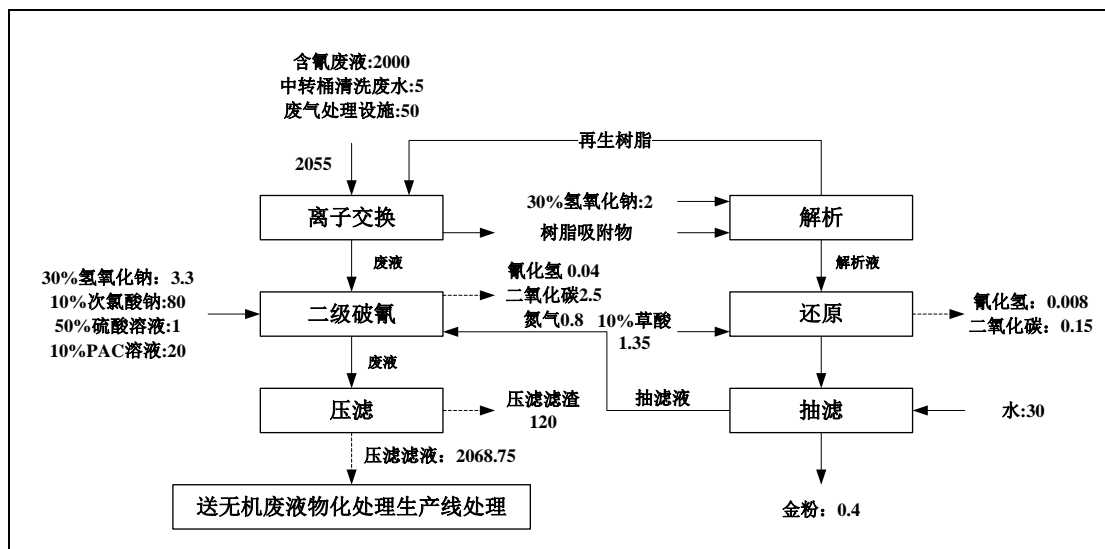 含氰废液:2000
中转桶清洗废水:5
废气处理设施:50
2055
再生树脂
离子交换
30%氢氧化钠:2
树脂吸附物
解析
废液
解析液
30%氢氧化钠：3.3
10%次氯酸钠:80
50%硫酸溶液:1
10%PAC溶液:20
二级破氰
氰化氢 0.04
二氧化碳2.5
氮气0.8
10%草酸
1.35
还原
氰化氢：0.008
二氧化碳：0.15
废液
压滤
压滤滤渣
120
抽滤液
抽滤
水:30
压滤滤液：2068.75
送无机废液物化处理生产线处理
金粉：0.4